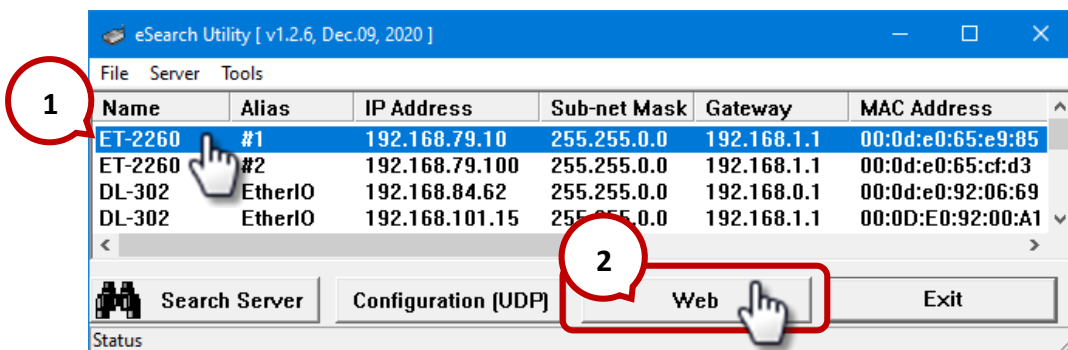 eSearch Utility [ v1.2.6, Dec.09, 2020 ]
File Server Tools
1
Name Alias IP Address Sub-net Mask Gateway MAC Address
ET-2260 #1 192.168.79.10 255.255.0.0 192.168.1.1 00:0d:e0:65:e9:85
ET-2260 #2 192.168.79.100 255.255.0.0 192.168.1.1 00:0d:e0:65:cf:d3
DL-302 EtherIO 192.168.84.62 255.255.0.0 192.168.0.1 00:0d:e0:92:06:69
DL-302 EtherIO 192.168.101.15 255.255.0.0 192.168.1.1 00:0D:E0:92:00:A1
2
Search Server Configuration (UDP) Web Exit
Status